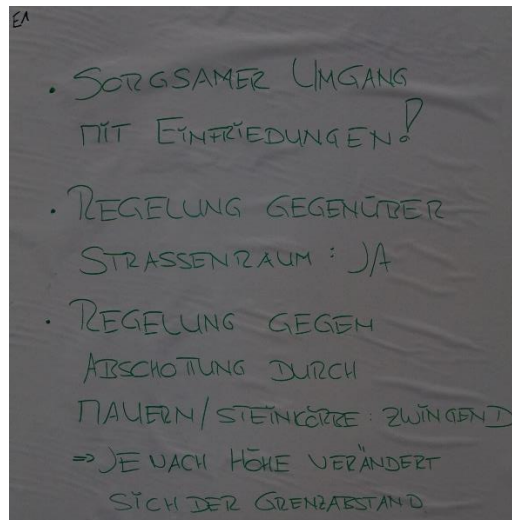 E1
• SORGSAMER UMGANG
MIT EINFRIEDUNGEN!
• REGELUNG GEGENÜBER
STRASSENRAUM: JA
• REGELUNG GEGEN
ABSCHOTTUNG DURCH
MAUERN/STEINKÖRBE: ZWINGEND
⇒ JE NACH HÖHE VERÄNDERT
SICH DER GRENZABSTAND